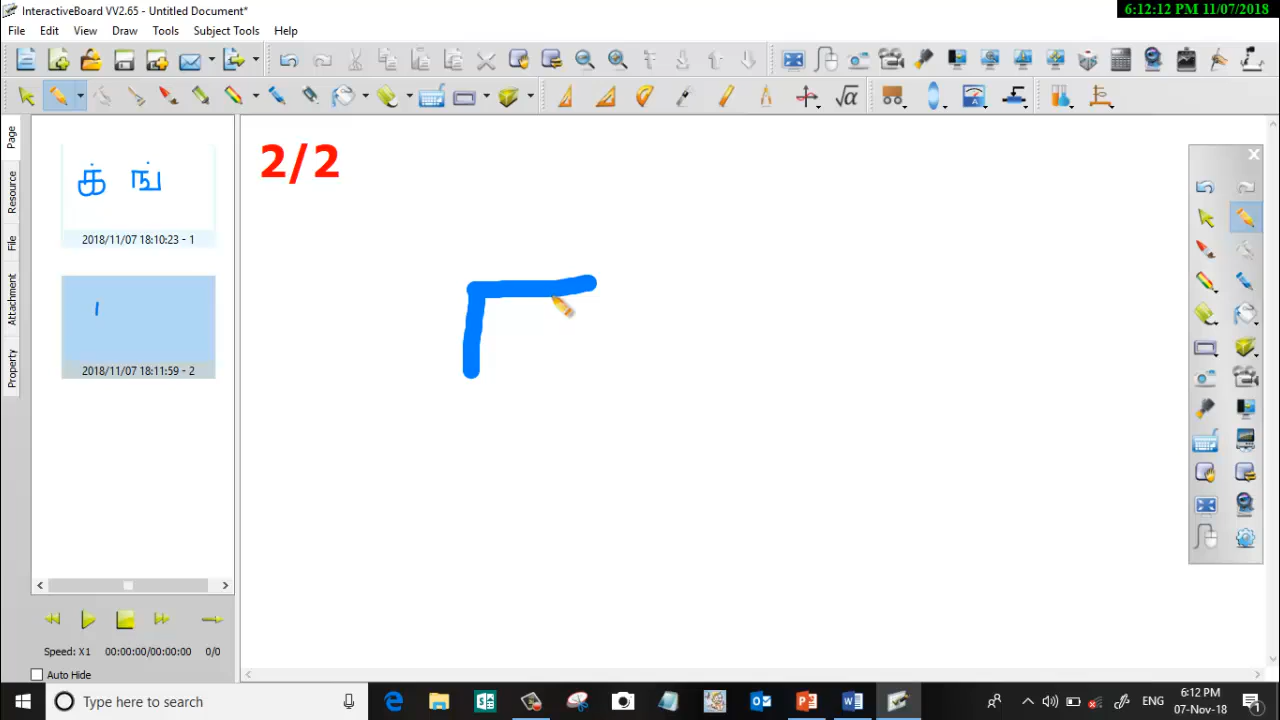 InteractiveBoard VV2.65 - Untitled Document*
6:12:12 PM 11/07/2018
File Edit View Draw Tools Subject Tools Help
Page
Resource
File
Attachment
Property
க் ங்
2018/11/07 18:10:23 - 1
2018/11/07 18:11:59 - 2
2/2
Speed: X1 00:00:00/00:00:00 0/0
Auto Hide
Type here to search
ENG
6:12 PM
07-Nov-18